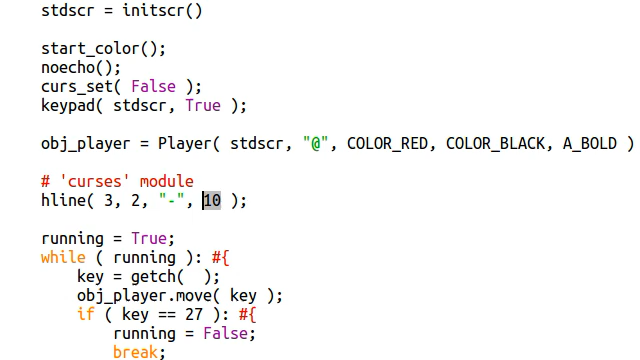 stdscr = initscr()
start_color();
noecho();
curs_set( False );
keypad( stdscr, True );
obj_player = Player( stdscr, "@", COLOR_RED, COLOR_BLACK, A_BOLD )
# 'curses' module
hline( 3, 2, "-", 10 );
running = True;
while ( running ): #{
key = getch(  );
obj_player.move( key );
if ( key == 27 ): #{
running = False;
break;